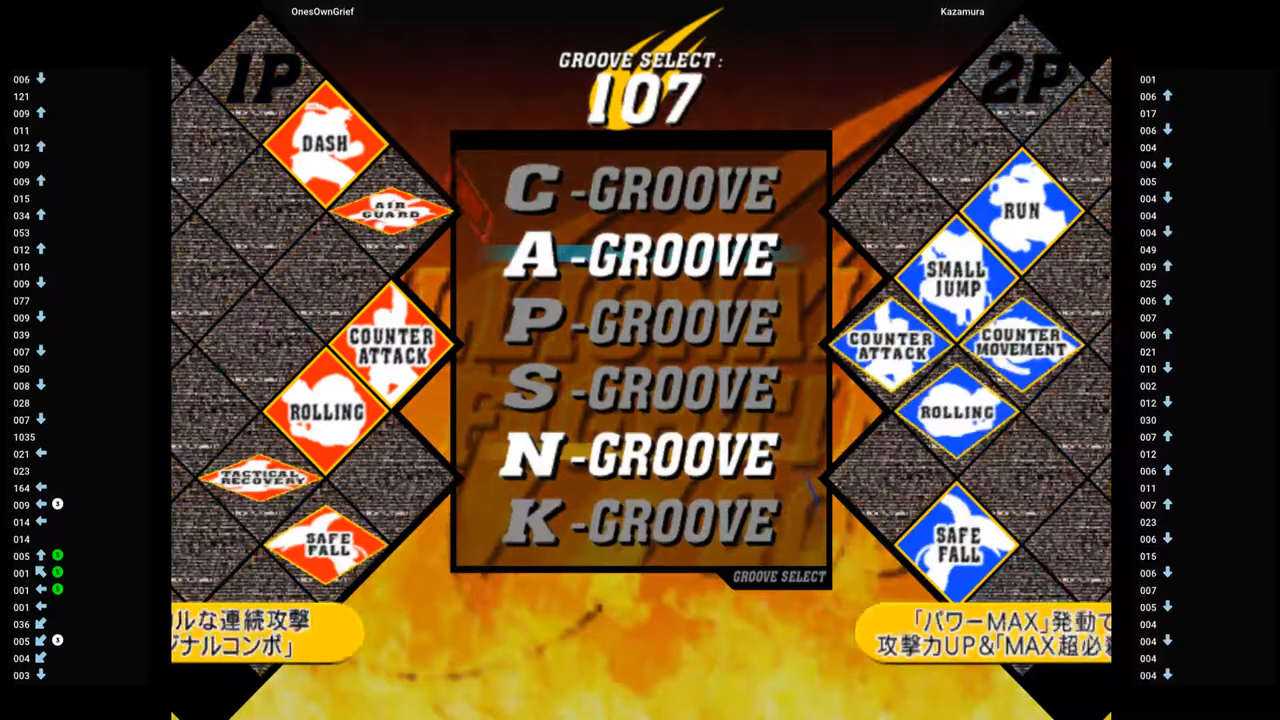 OnesOwnGrief
Kazamura
1P
GROOVE SELECT:
107
2P
DASH
AIR
GUARD
COUNTER
ATTACK
ROLLING
TACTICAL
RECOVERY
SAFE
FALL
C-GROOVE
A-GROOVE
P-GROOVE
S-GROOVE
N-GROOVE
K-GROOVE
GROOVE SELECT
RUN
SMALL
JUMP
COUNTER
ATTACK
COUNTER
MOVEMENT
ROLLING
SAFE
FALL
ルな連続攻撃
ジナルコンボ」
「パワーMAX」発動で
攻撃力UP&「MAX超必
006
121
009
011
012
009
009
015
034
053
012
010
009
077
009
039
007
050
008
028
007
1035
021
023
164
009 3
014
014
005 5
001 5
001 5
001
036
005 3
004
003
001
006
017
006
004
004
005
004
004
004
049
009
025
006
007
006
021
010
002
012
030
007
012
006
011
007
023
006
015
006
007
005
004
004
004
004